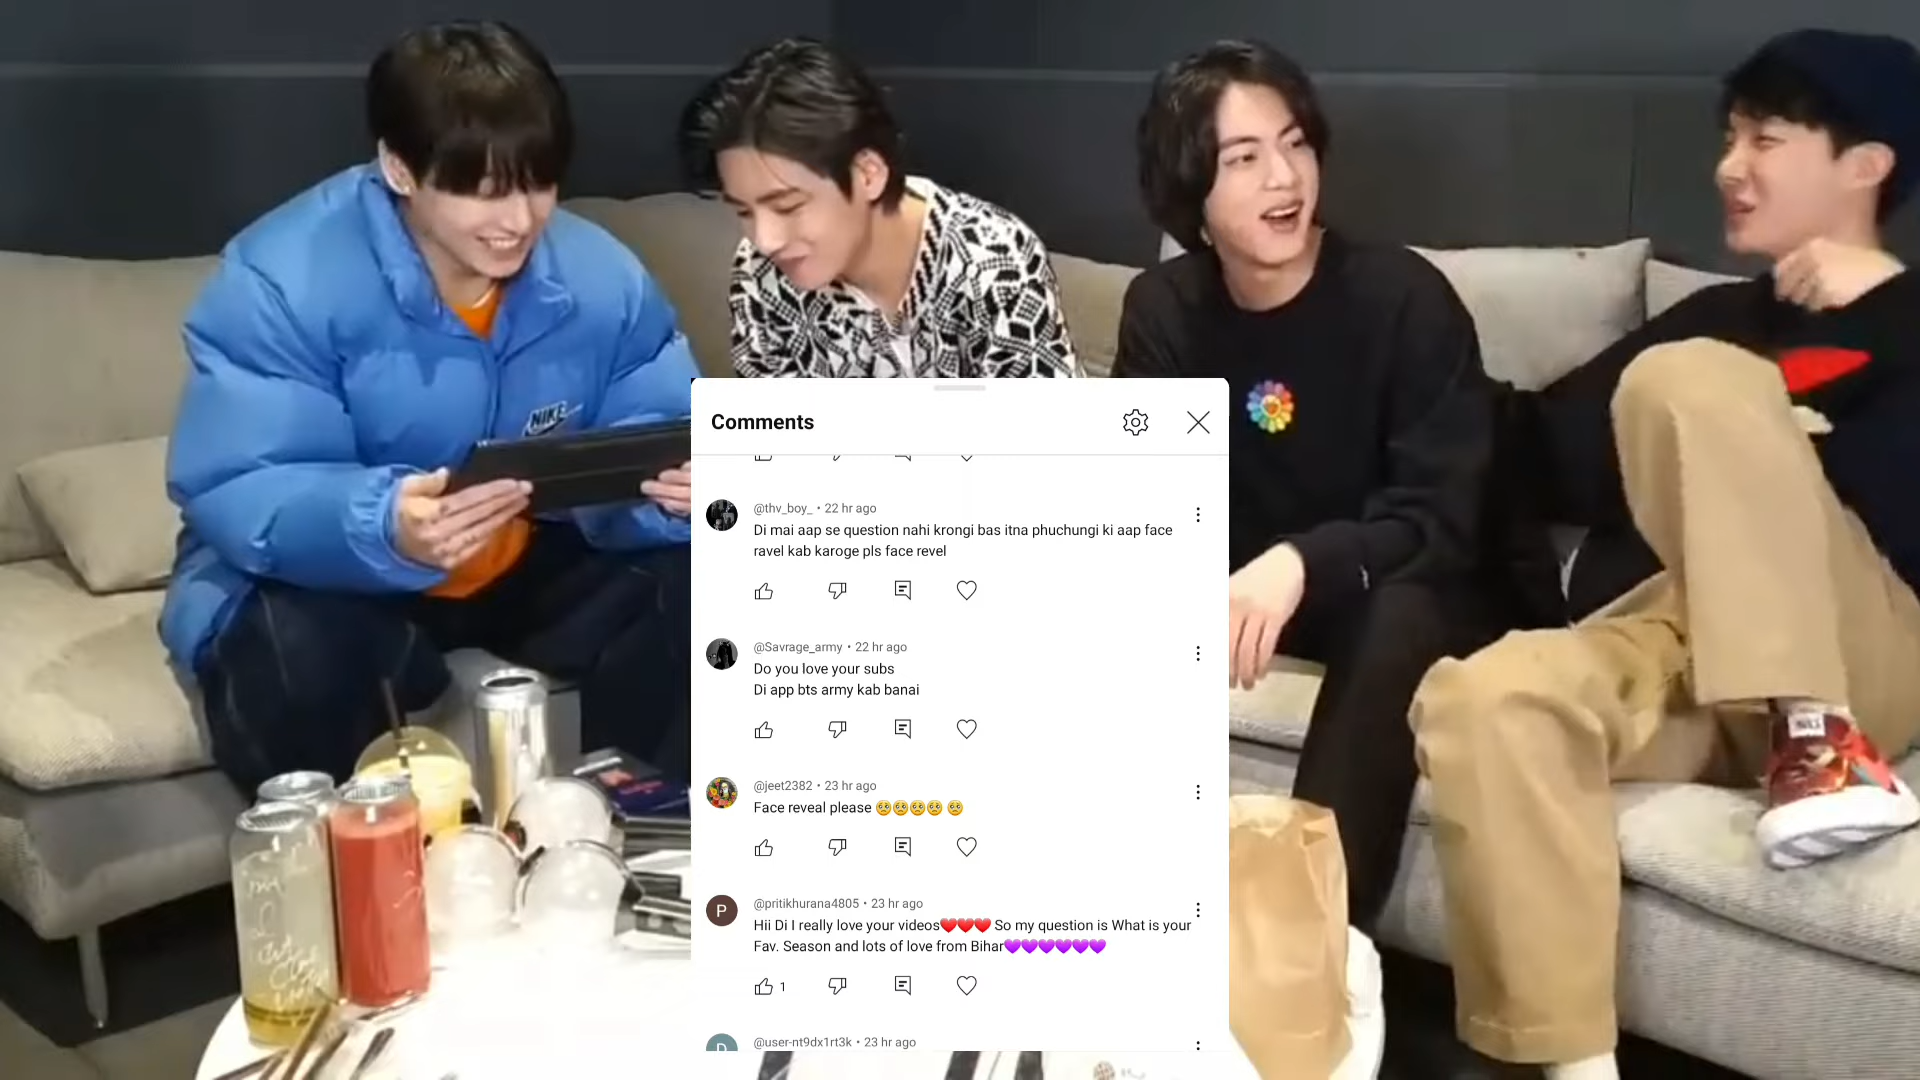 NIKE
Comments
@thv_boy_ • 22 hr ago
Di mai aap se question nahi krongi bas itna phuchungi ki aap face
ravel kab karoge pls face revel
@Savrage_army • 22 hr ago
Do you love your subs
Di app bts army kab banai
@jeet2382 • 23 hr ago
Face reveal please 🥺🥺🥺🥺 🥺
P
@pritikhurana4805 • 23 hr ago
Hii Di I really love your videos❤️❤️❤️ So my question is What is your
Fav. Season and lots of love from Bihar💜💜💜💜💜💜
1
@user-nt9dx1rt3k • 23 hr ago